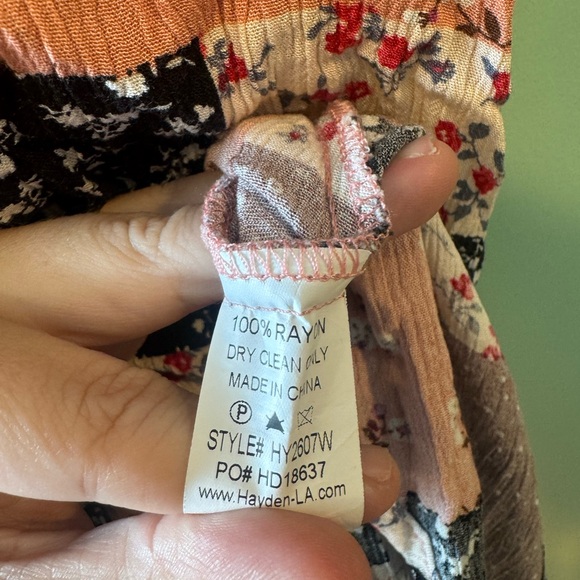 100% RAYON
DRY CLEAN ONLY
MADE IN CHINA
P
STYLE# HY2607W
PO# HD18637
www.Hayden-LA.com